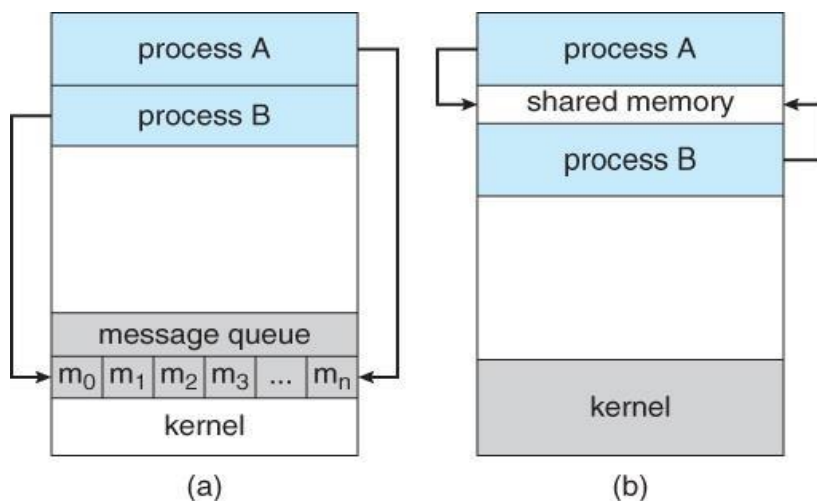 process A
process B
message queue
m0 m1 m2 m3 ... mn
kernel
(a)
process A
shared memory
process B
kernel
(b)